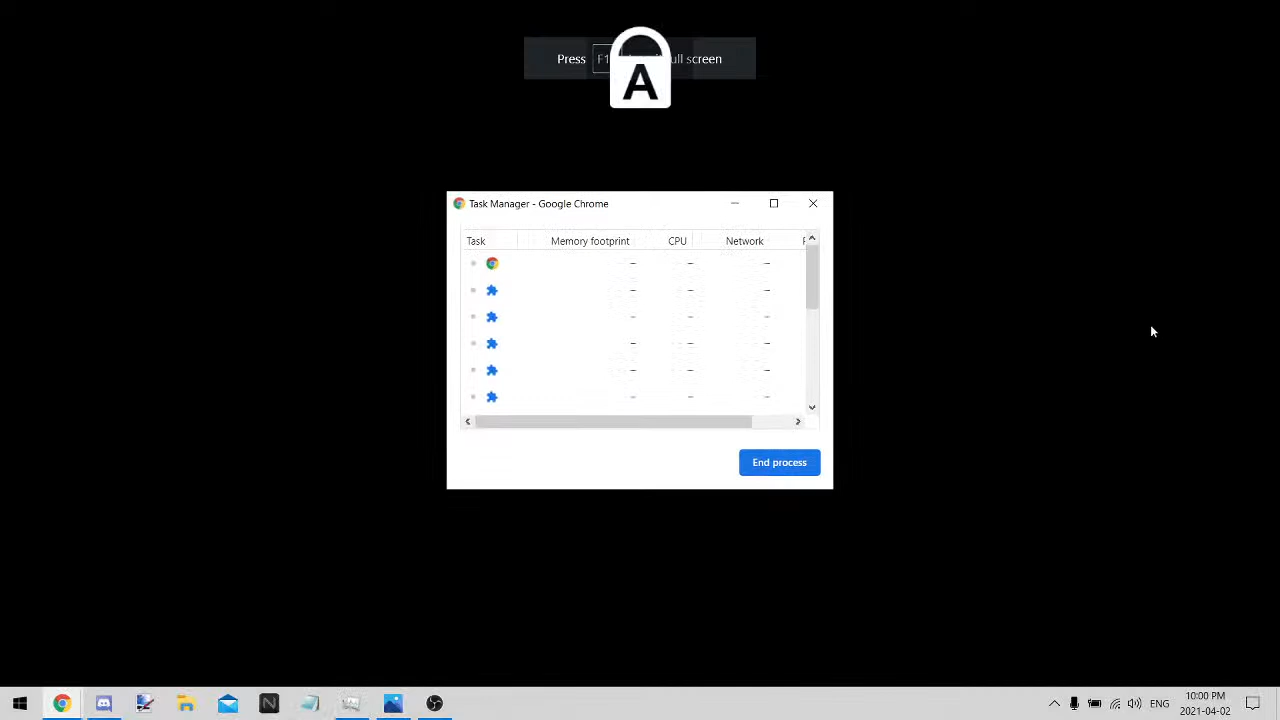 Press F1 ull screen
A
Task Manager - Google Chrome
Task Memory footprint CPU Network
End process
ENG
10:00 PM
2021-04-02